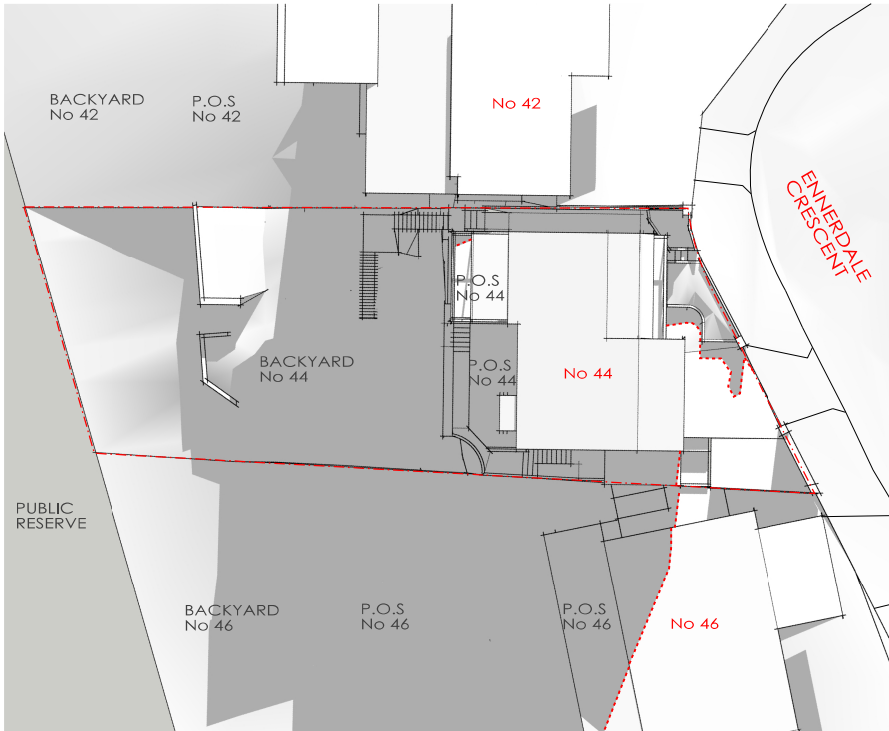 BACKYARD
No 42
P.O.S
No 42
No 42
ENNERDALE
CRESCENT
P.O.S
No 44
BACKYARD
No 44
P.O.S
No 44
No 44
PUBLIC
RESERVE
BACKYARD
No 46
P.O.S
No 46
P.O.S
No 46
No 46